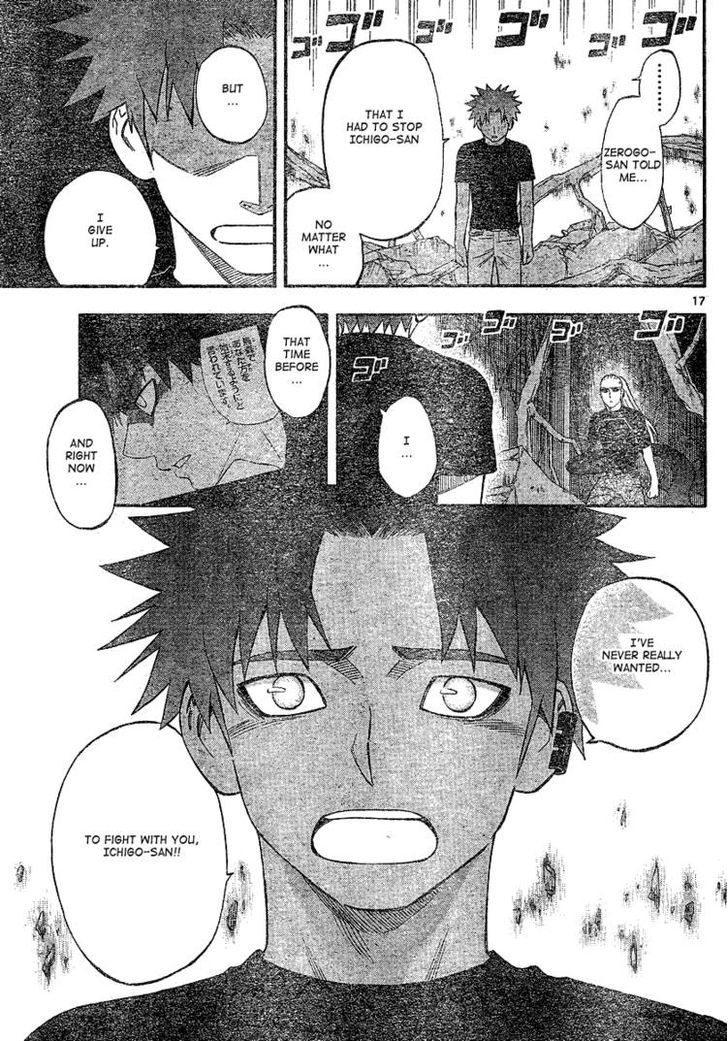 ゴ
ゴ
ゴ
ゴ
ゴ
ゴ
......
ZEROGO-
SAN TOLD
ME...
THAT I
HAD TO STOP
ICHIGO-SAN
NO
MATTER
WHAT
...
BUT
...
I
GIVE
UP.
17
ゴ
ゴ
ゴ
ゴ
I
...
THAT
TIME
BEFORE
...
AND
RIGHT
NOW
...
I'VE
NEVER REALLY
WANTED...
TO FIGHT WITH YOU,
ICHIGO-SAN!!